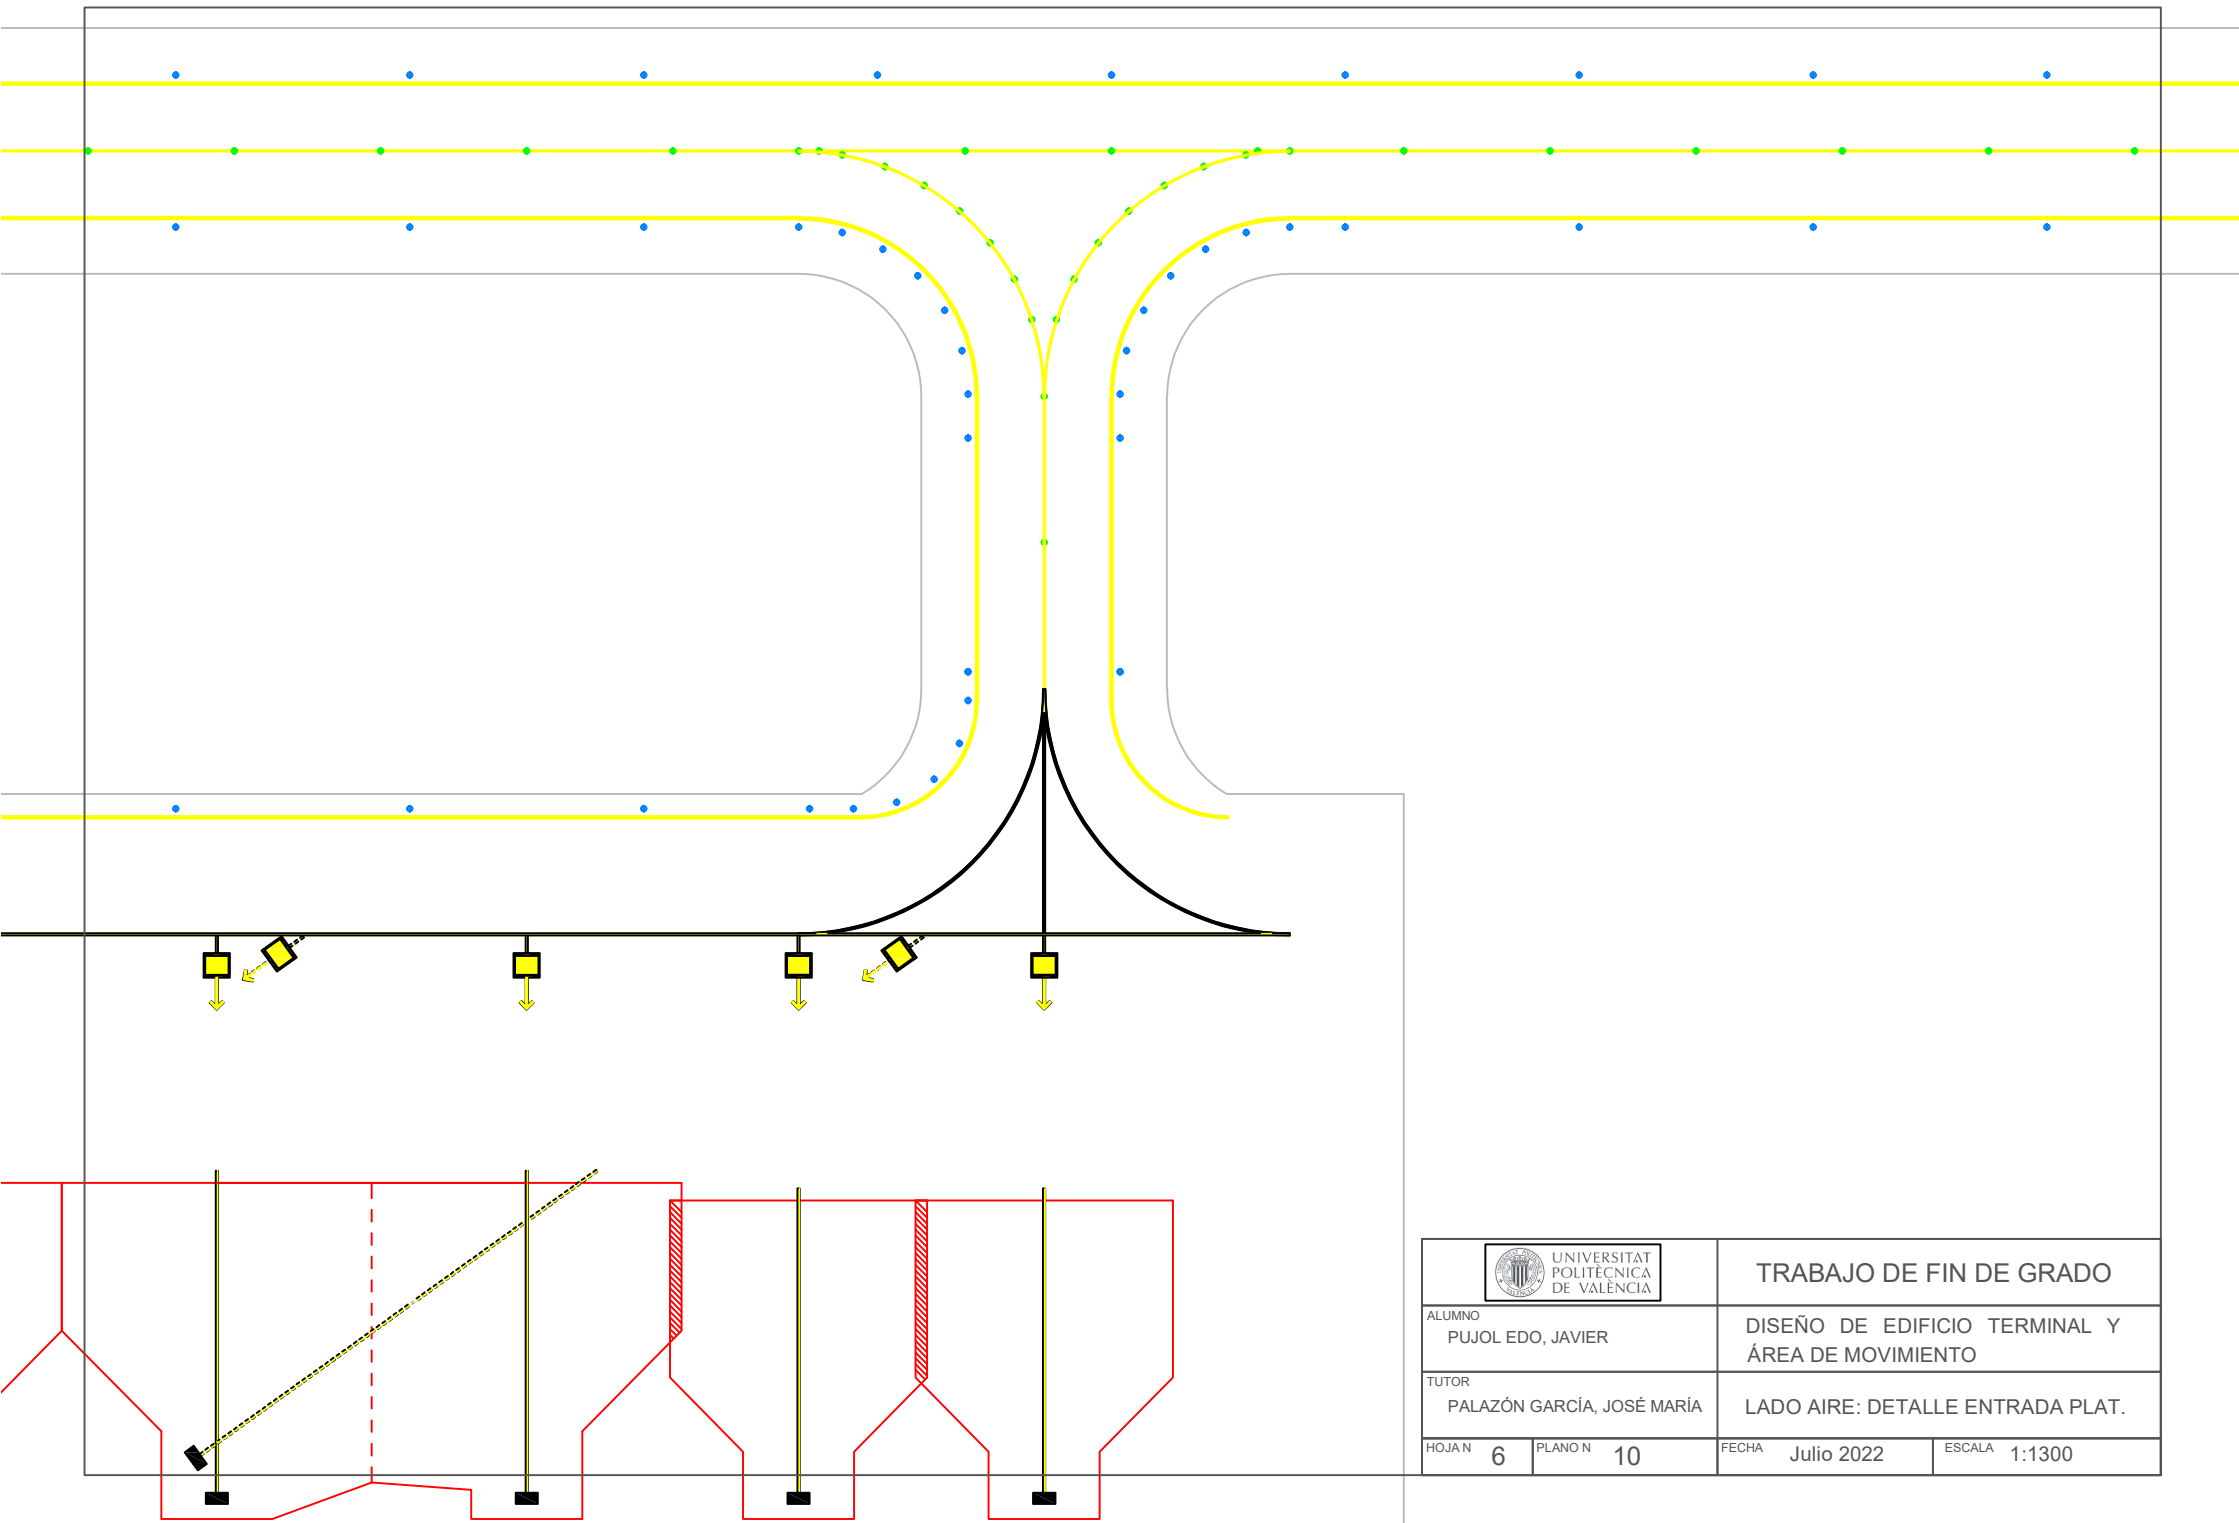 UNIVERSITAT
POLITÈCNICA
DE VALÈNCIA
TRABAJO DE FIN DE GRADO
ALUMNO
PUJOL EDO, JAVIER
DISEÑO DE EDIFICIO TERMINAL Y
ÁREA DE MOVIMIENTO
TUTOR
PALAZÓN GARCÍA, JOSÉ MARÍA
LADO AIRE: DETALLE ENTRADA PLAT.
HOJA N 6 PLANO N 10 FECHA Julio 2022 ESCALA 1:1300